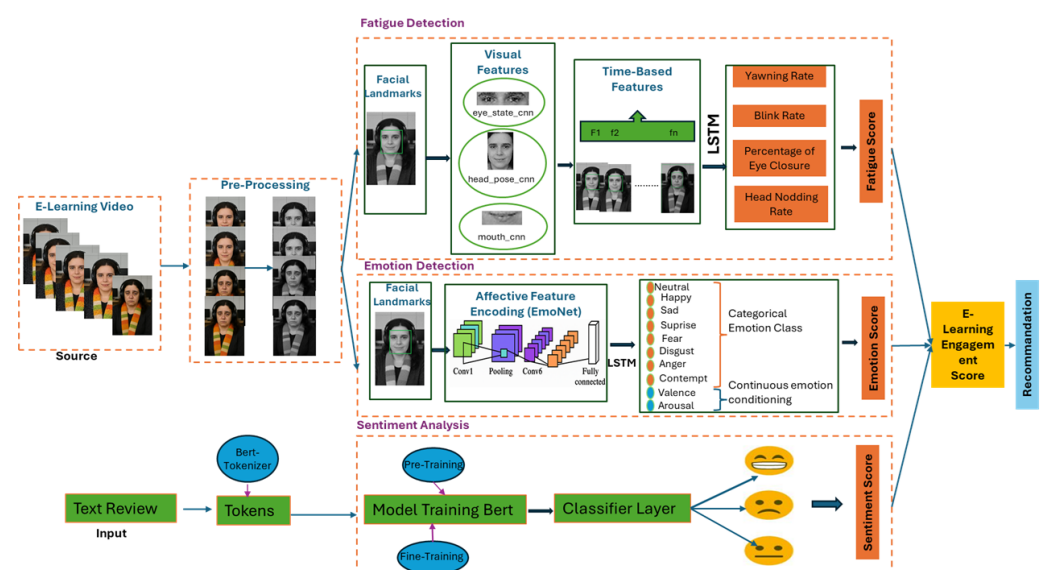 Fatigue Detection
Facial
Landmarks
Visual
Features
eye_state_cnn
head_pose_cnn
mouth_cnn
Time-Based
Features
F1 f2 fn
LSTM
Yawning Rate
Blink Rate
Percentage of
Eye Closure
Head Nodding
Rate
Fatigue Score
E-Learning Video
Source
Pre-Processing
Emotion Detection
Facial
Landmarks
Affective Feature
Encoding (EmoNet)
Conv1
Pooling
Conv6
Fully
connected
LSTM
Neutral
Happy
Sad
Suprise
Fear
Disgust
Anger
Contempt
Valence
Arousal
Categorical
Emotion Class
Continuous emotion
conditioning
Emotion Score
E-
Learning
Engagem
ent
Score
Recommandation
Sentiment Analysis
Text Review
Input
Bert-
Tokenizer
Tokens
Pre-Training
Model Training Bert
Fine-Training
Classifier Layer
Sentiment Score